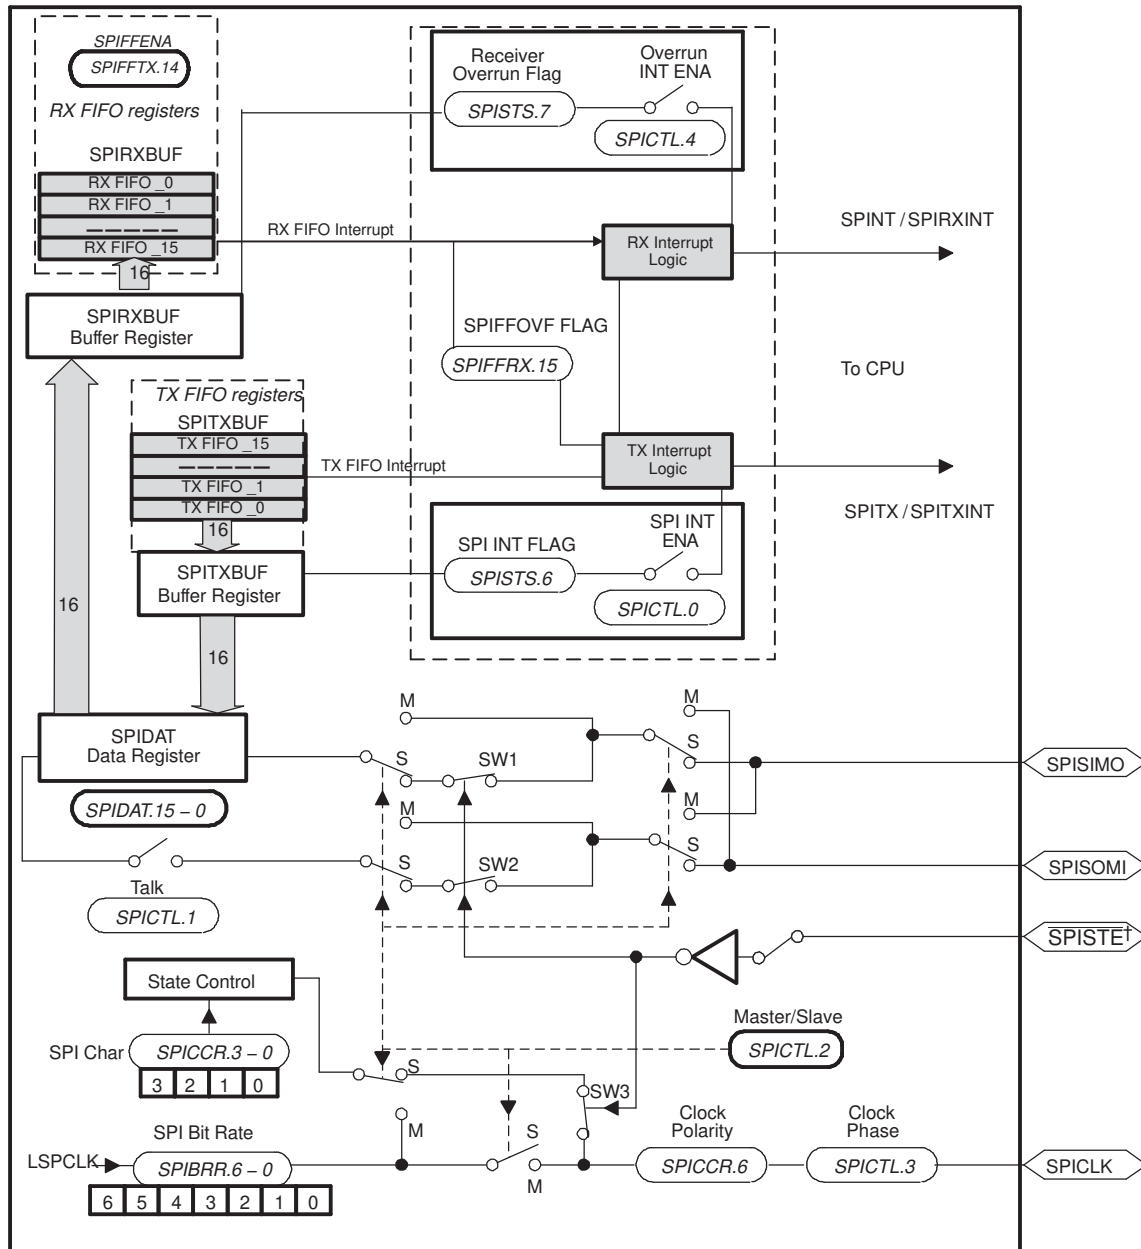 SPIFFENA
SPIFFTX.14
RX FIFO registers
SPIRXBUF
RX FIFO _0
RX FIFO _1
— — — — —
RX FIFO _15
16
SPIRXBUF
Buffer Register
Receiver
Overrun Flag
SPISTS.7
Overrun
INT ENA
SPICTL.4
RX FIFO Interrupt
RX Interrupt
Logic
SPINT / SPIRXINT
SPIFFOVF FLAG
SPIFFRX.15
To CPU
TX FIFO registers
SPITXBUF
TX FIFO _15
— — — — —
TX FIFO _1
TX FIFO _0
16
TX FIFO Interrupt
TX Interrupt
Logic
SPITX / SPITXINT
SPITXBUF
Buffer Register
16
16
SPI INT FLAG
SPISTS.6
SPI INT
ENA
SPICTL.0
SPIDAT
Data Register
SPIDAT.15 – 0
M
S
SW1
M
S
SPISIMO
M
S
SW2
M
S
SPISOMI
Talk
SPICTL.1
SPISTE†
State Control
Master/Slave
SPICTL.2
SPI Char
SPICCR.3 – 0
3 2 1 0
S
M
SW3
SPI Bit Rate
LSPCLK
SPIBRR.6 – 0
6 5 4 3 2 1 0
S
M
Clock
Polarity
SPICCR.6
Clock
Phase
SPICTL.3
SPICLK